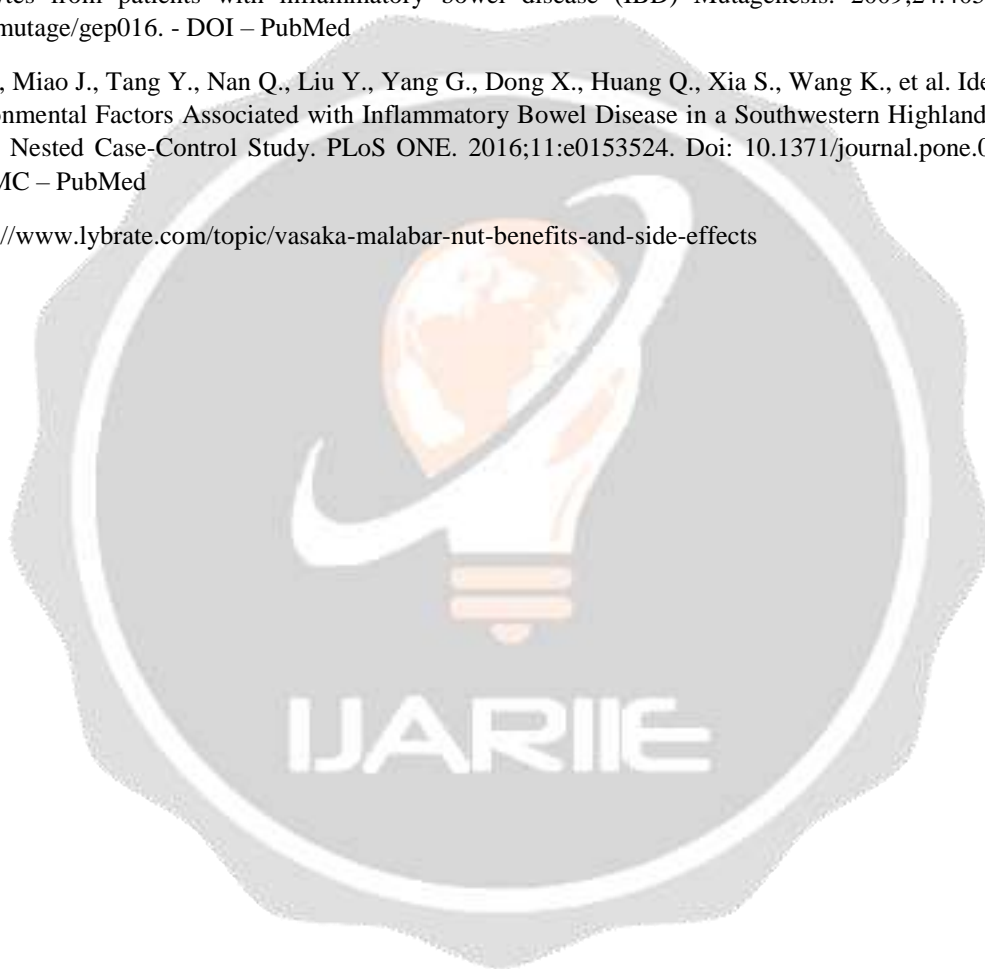 from patients with inflammatory bowel disease (IBD) Mutagenesis. 2009;24:
mutage/gep016. - DOI – PubMed
, Miao J., Tang Y., Nan Q., Liu Y., Yang G., Dong X., Huang Q., Xia S., Wang K., et al. Ide
onmental Factors Associated with Inflammatory Bowel Disease in a Southwestern Highland
Nested Case-Control Study. PLoS ONE. 2016;11:e0153524. Doi: 10.1371/journal.pone.0
MC – PubMed
//www.lybrate.com/topic/vasaka-malabar-nut-benefits-and-side-effects
IJARIIE